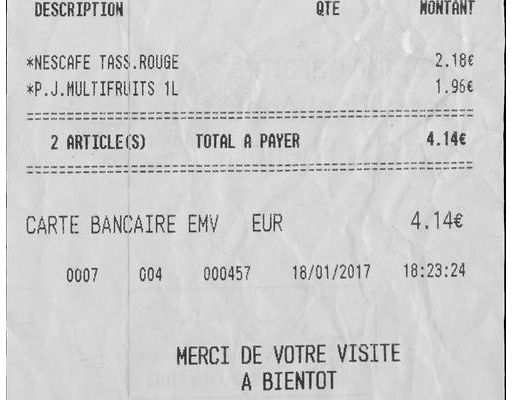 DESCRIPTION QTE MONTANT
*NESCAFE TASS.ROUGE 2.18€
*P.J.MULTIFRUITS 1L 1.96€
================================================
2 ARTICLE(S) TOTAL A PAYER 4.14€
================================================
CARTE BANCAIRE EMV EUR 4.14€
0007 004 000457 18/01/2017 18:23:24
MERCI DE VOTRE VISITE
A BIENTOT